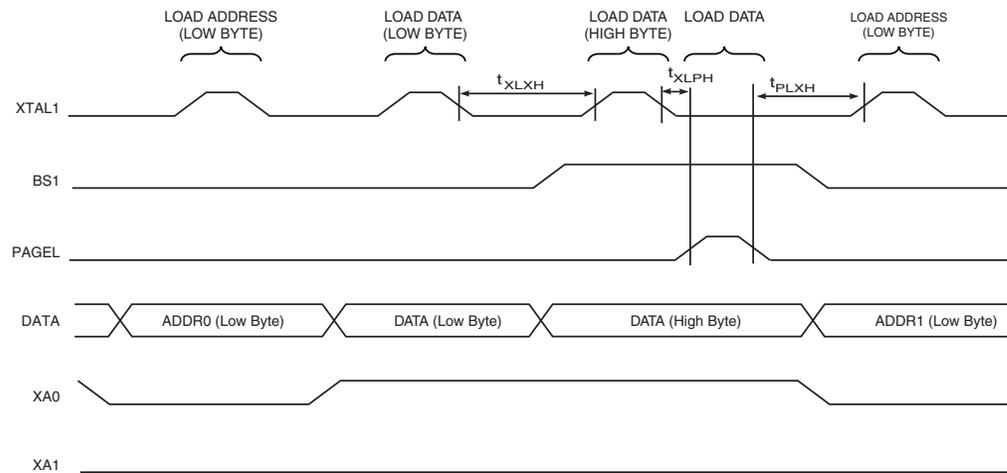 LOAD ADDRESS
(LOW BYTE)
LOAD DATA
(LOW BYTE)
LOAD DATA
(HIGH BYTE)
LOAD DATA
LOAD ADDRESS
(LOW BYTE)
tXLXH
tXLPH
tPLXH
XTAL1
BS1
PAGEL
DATA
ADDR0 (Low Byte)
DATA (Low Byte)
DATA (High Byte)
ADDR1 (Low Byte)
XA0
XA1